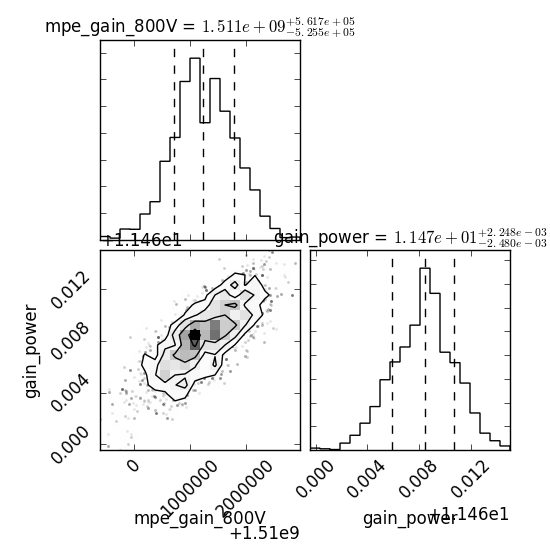 mpe_gain_800V = 1.511e + 09 +5.617e+05 −5.255e+05
+1.146e1
gain_power = 1.147e + 01 +2.248e−03 −2.480e−03
0.012
0.008
0.004
0.000
gain_power
0
1000000
2000000
mpe_gain_800V
+1.51e9
0.000
0.004
0.008
0.012
gain_power
+1.146e1